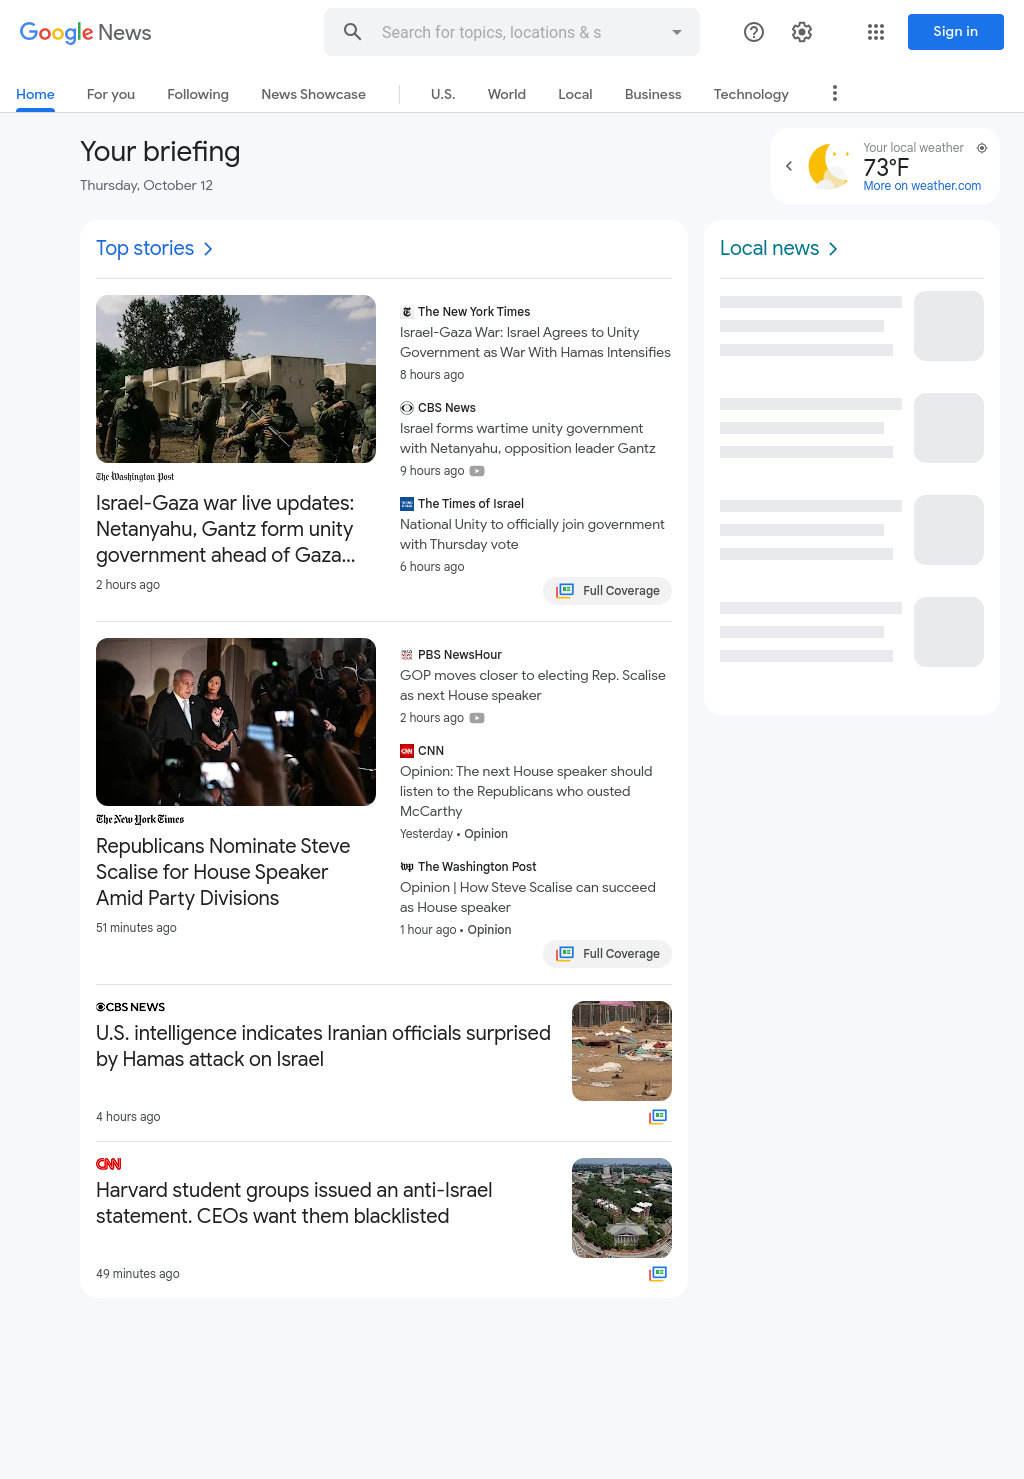 Google News
Search for topics, locations & s
Sign in
Home
For you
Following
News Showcase
U.S.
World
Local
Business
Technology
Your briefing
Thursday, October 12
Your local weather
73°F
More on weather.com
Top stories
The Washington Post
Israel-Gaza war live updates:
Netanyahu, Gantz form unity
government ahead of Gaza...
2 hours ago
The New York Times
Israel-Gaza War: Israel Agrees to Unity
Government as War With Hamas Intensifies
8 hours ago
CBS News
Israel forms wartime unity government
with Netanyahu, opposition leader Gantz
9 hours ago
The Times of Israel
National Unity to officially join government
with Thursday vote
6 hours ago
Full Coverage
The New York Times
Republicans Nominate Steve
Scalise for House Speaker
Amid Party Divisions
51 minutes ago
PBS NewsHour
GOP moves closer to electing Rep. Scalise
as next House speaker
2 hours ago
CNN
CNN
Opinion: The next House speaker should
listen to the Republicans who ousted
McCarthy
Yesterday • Opinion
wp
The Washington Post
Opinion | How Steve Scalise can succeed
as House speaker
1 hour ago • Opinion
Full Coverage
CBS NEWS
U.S. intelligence indicates Iranian officials surprised
by Hamas attack on Israel
4 hours ago
CNN
Harvard student groups issued an anti-Israel
statement. CEOs want them blacklisted
49 minutes ago
Local news